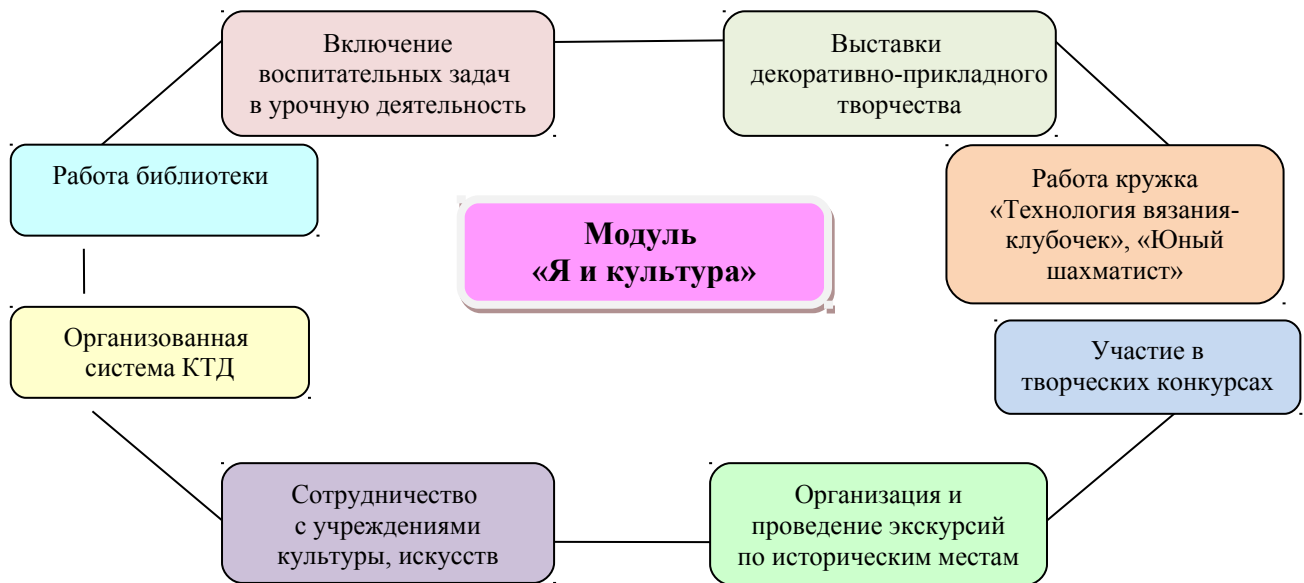 Включение
воспитательных задач
в урочную деятельность
Выставки
декоративно-прикладного
творчества
Работа библиотеки
Работа кружка
«Технология вязания-
клубочек», «Юный
шахматист»
Модуль
«Я и культура»
Организованная
система КТД
Участие в
творческих конкурсах
Сотрудничество
с учреждениями
культуры, искусств
Организация и
проведение экскурсий
по историческим местам